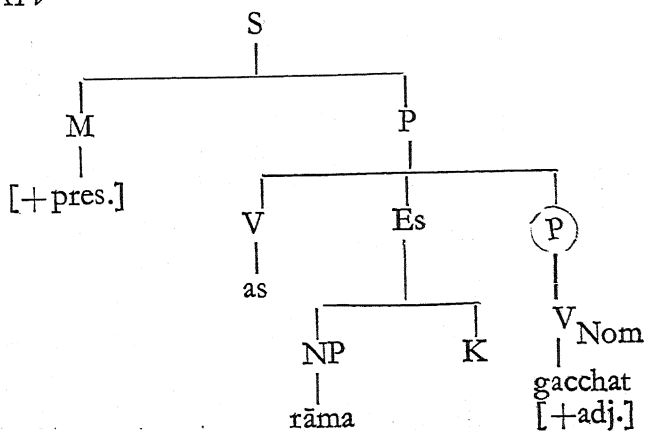 S
M P
[+pres.]
V Es P
as
NP K V Nom
rāma gacchat
[+adj.]